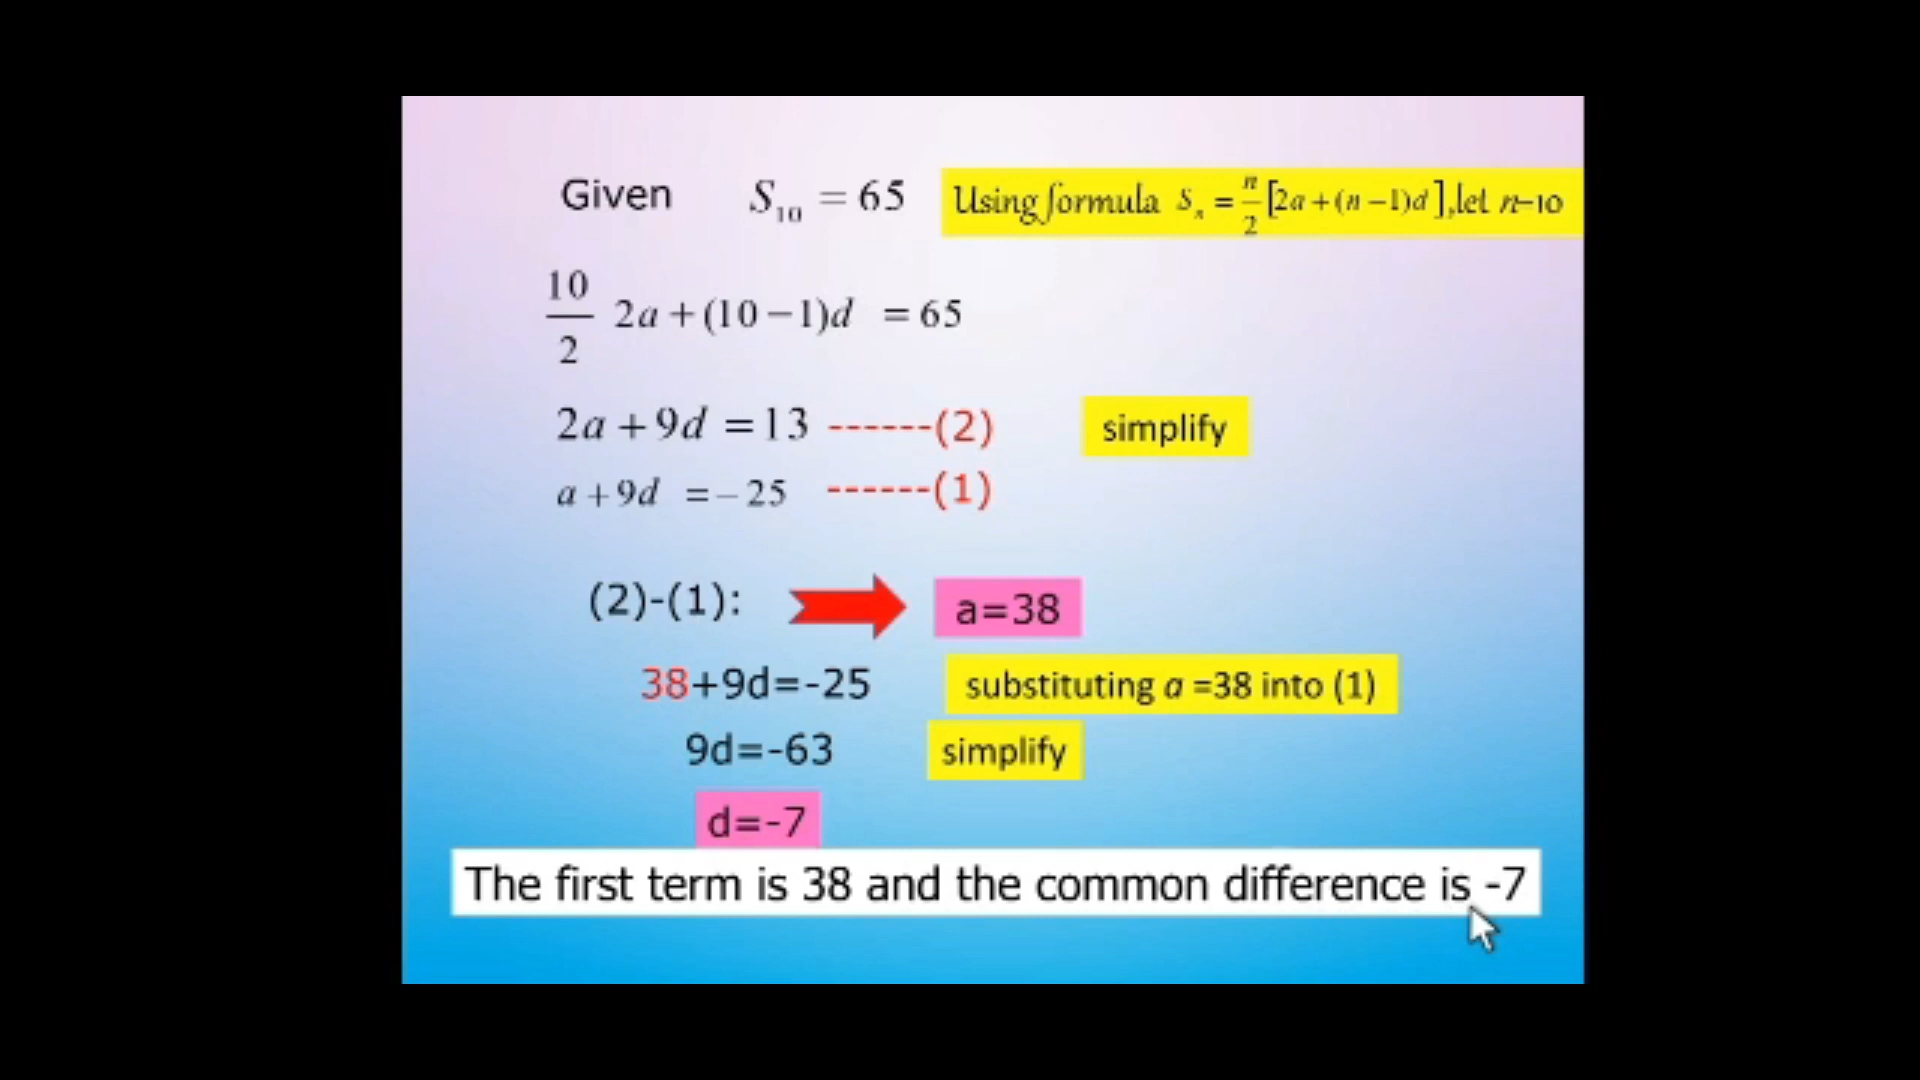 Given S₁₀ = 65 Using formula Sₙ = n/2 [2a + (n – 1)d], let n=10
10/2 2a + (10 – 1)d = 65
2a + 9d = 13 ------(2) simplify
a + 9d = – 25 ------(1)
(2)-(1): a=38
38+9d=-25 substituting a =38 into (1)
9d=-63 simplify
d=-7
The first term is 38 and the common difference is -7